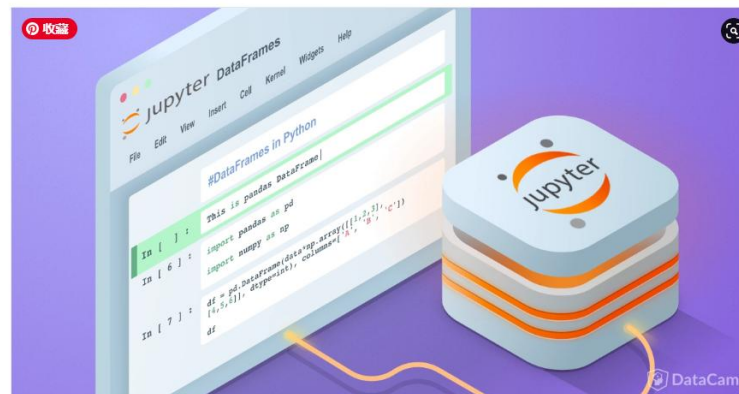 收藏
Jupyter DataFrames
File Edit View Insert Cell Kernel Widgets Help
#DataFrames in Python
In [ ] : This is pandas DataFrame|
In [ 6 ] : import pandas as pd
import numpy as np
In [ 7 ] : df = pd.DataFrame(data=np.array([[1,2,3],
[4,5,6]], dtype=int), columns=['A', 'B', 'C'])
df
Jupyter
DataCam